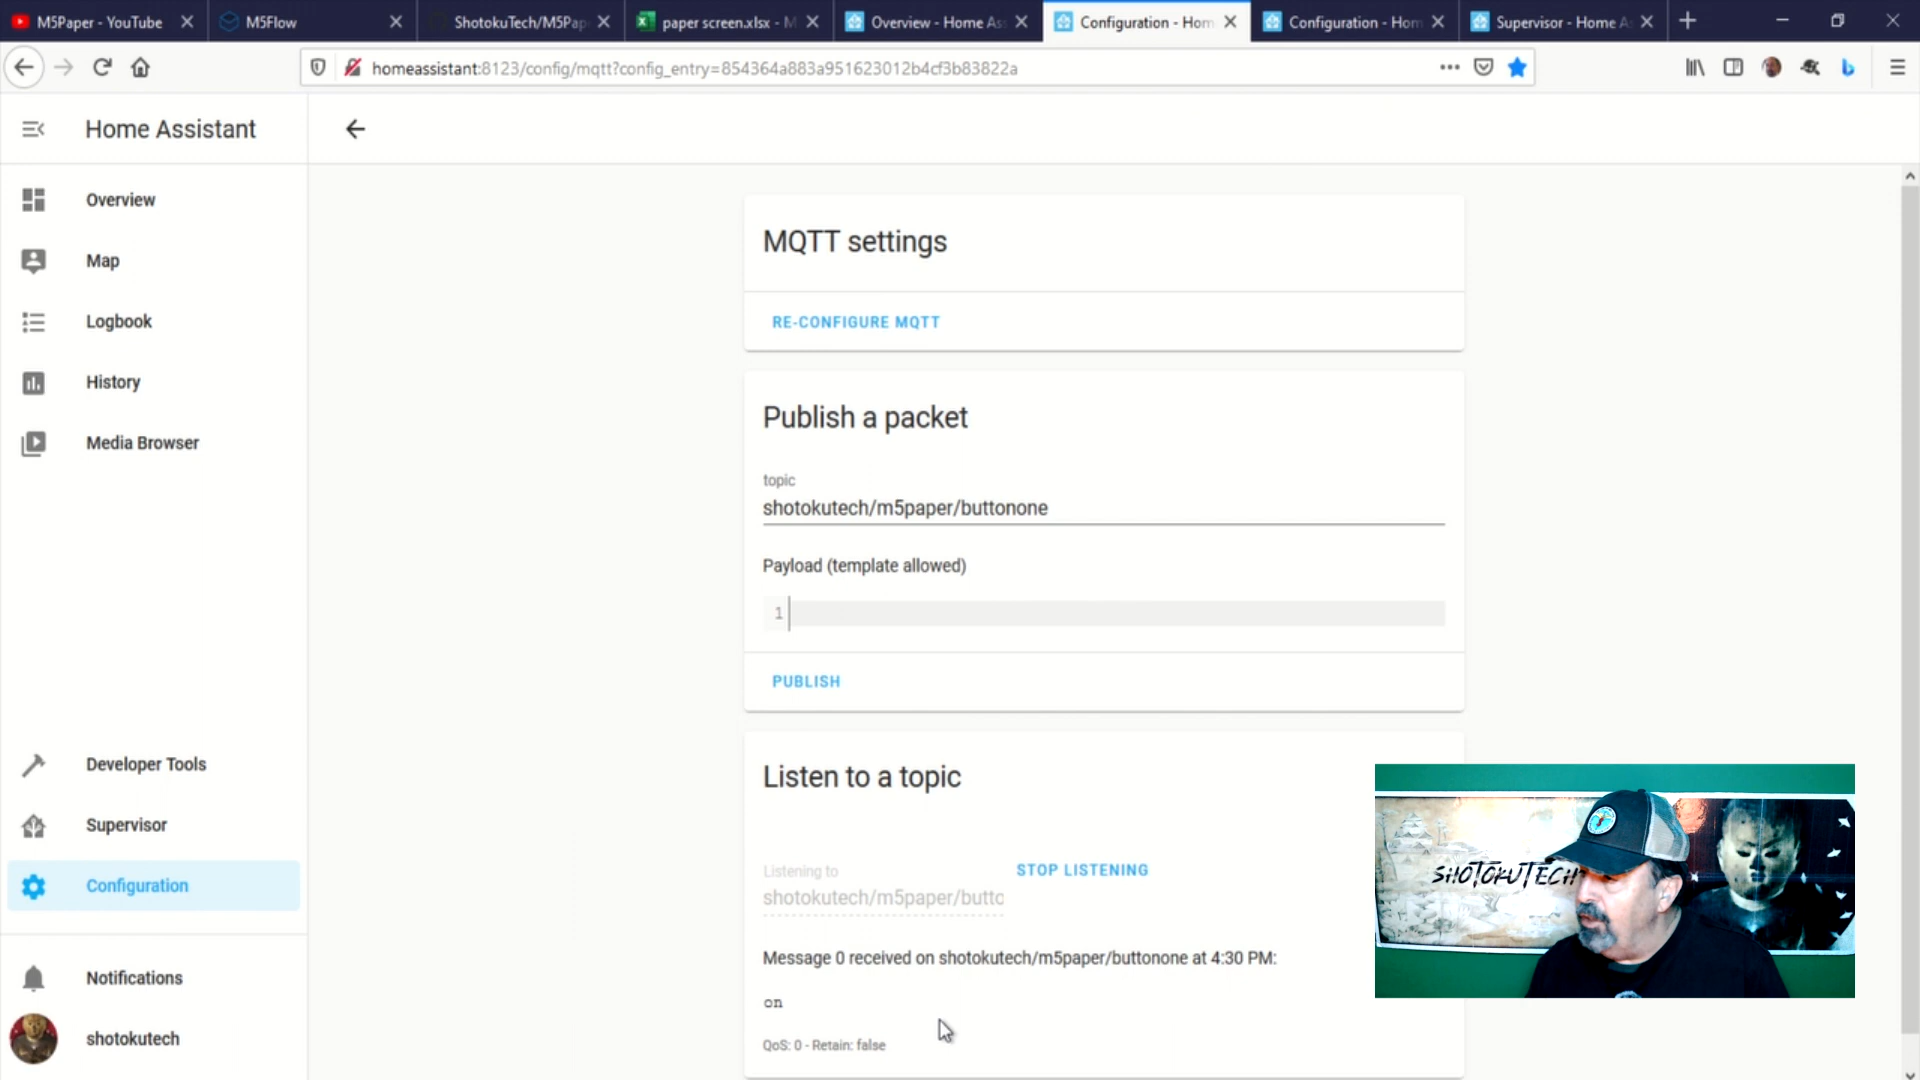 M5Paper - YouTube
M5Flow
ShotokuTech/M5Pap
paper screen.xlsx - M
Overview - Home As
Configuration - Hom
Configuration - Hom
Supervisor - Home A
homeassistant:8123/config/mqtt?config_entry=854364a883a951623012b4cf3b83822a
Home Assistant
Overview
Map
Logbook
History
Media Browser
Developer Tools
Supervisor
Configuration
Notifications
shotokutech
MQTT settings
RE-CONFIGURE MQTT
Publish a packet
topic
shotokutech/m5paper/buttonone
Payload (template allowed)
1
PUBLISH
Listen to a topic
Listening to
shotokutech/m5paper/butto
STOP LISTENING
Message 0 received on shotokutech/m5paper/buttonone at 4:30 PM:
on
QoS: 0 - Retain: false
SHOTOKUTECH